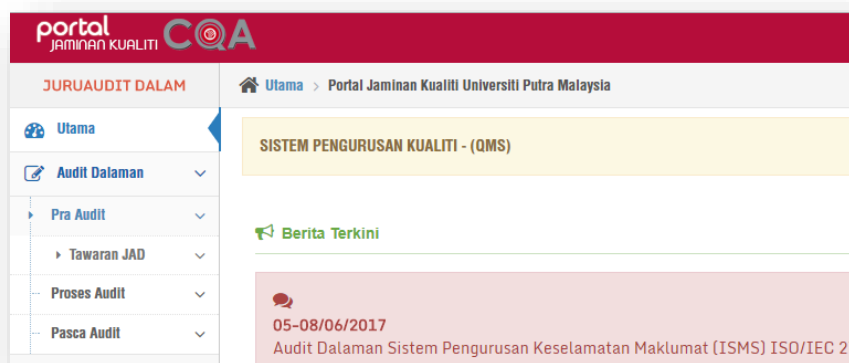 portal
JAMINAN KUALITI CQA
JURUAUDIT DALAM
Utama > Portal Jaminan Kualiti Universiti Putra Malaysia
Utama
SISTEM PENGURUSAN KUALITI - (QMS)
Audit Dalaman
Pra Audit
Berita Terkini
Tawaran JAD
Proses Audit
05-08/06/2017
Pasca Audit
Audit Dalaman Sistem Pengurusan Keselamatan Maklumat (ISMS) ISO/IEC 2